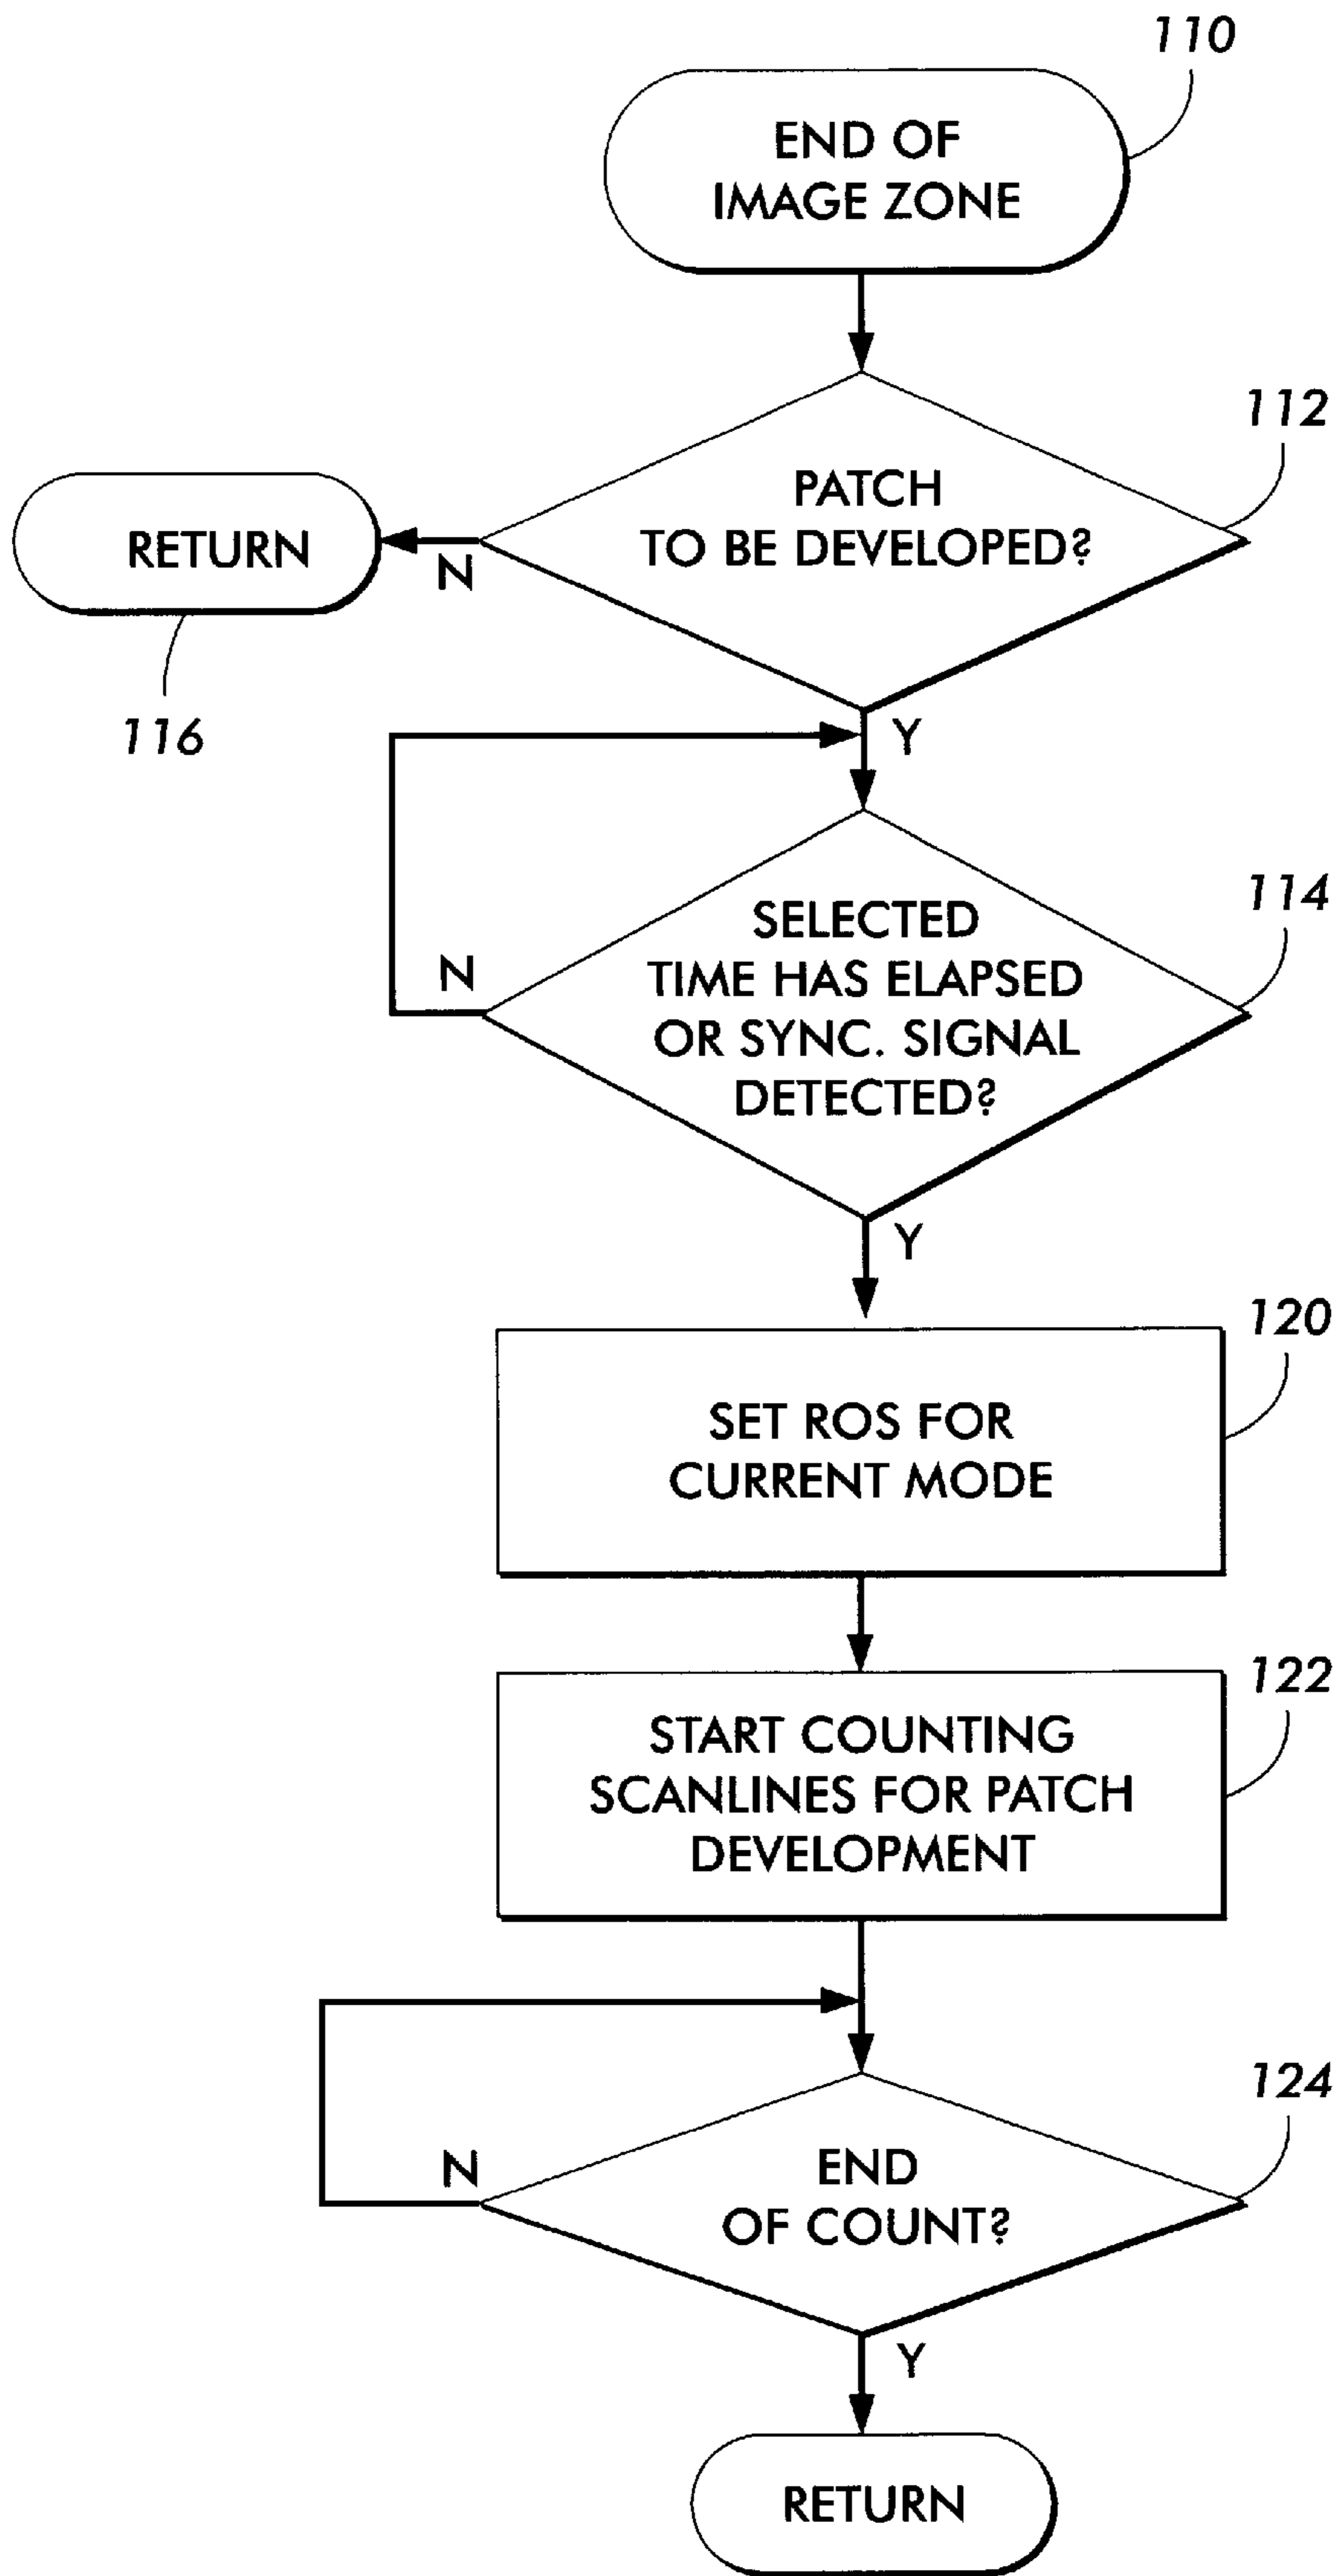 110
END OF
IMAGE ZONE
112
PATCH
TO BE DEVELOPED?
RETURN
N
116
Y
114
SELECTED
TIME HAS ELAPSED
OR SYNC. SIGNAL
DETECTED?
N
Y
120
SET ROS FOR
CURRENT MODE
122
START COUNTING
SCANLINES FOR PATCH
DEVELOPMENT
124
N
END
OF COUNT?
Y
RETURN